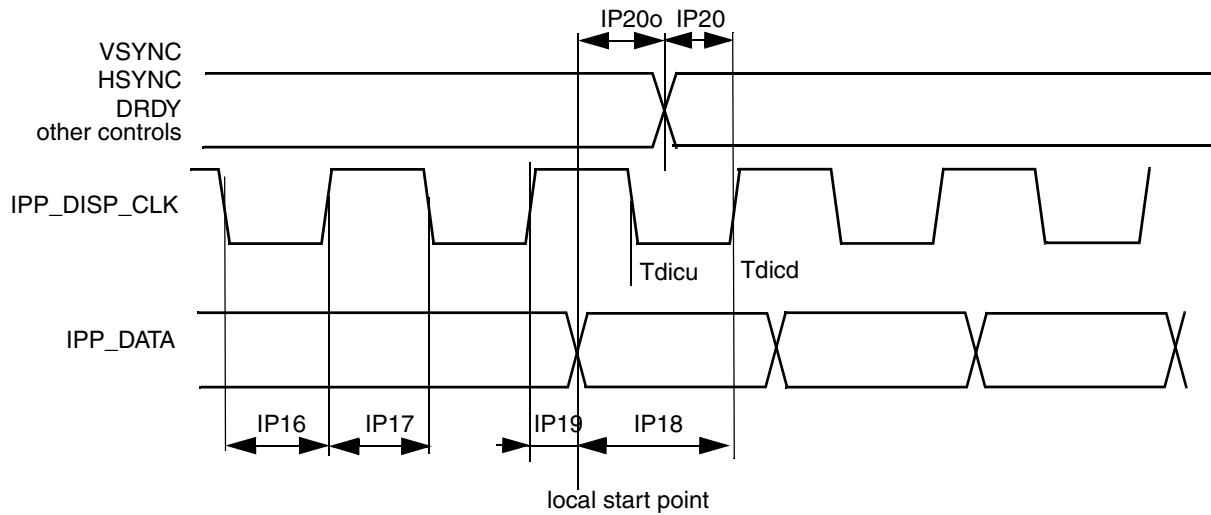 IP20o IP20
VSYNC
HSYNC
DRDY
other controls
IPP_DISP_CLK
Tdicu Tdicd
IPP_DATA
IP16 IP17 IP19 IP18
local start point